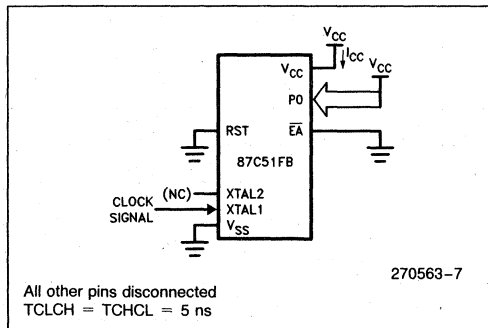 VCC
ICC
VCC
VCC
P0
RST
EA
87C51FB
(NC)
XTAL2
CLOCK
SIGNAL
XTAL1
VSS
270563-7
All other pins disconnected
TCLCH = TCHCL = 5 ns